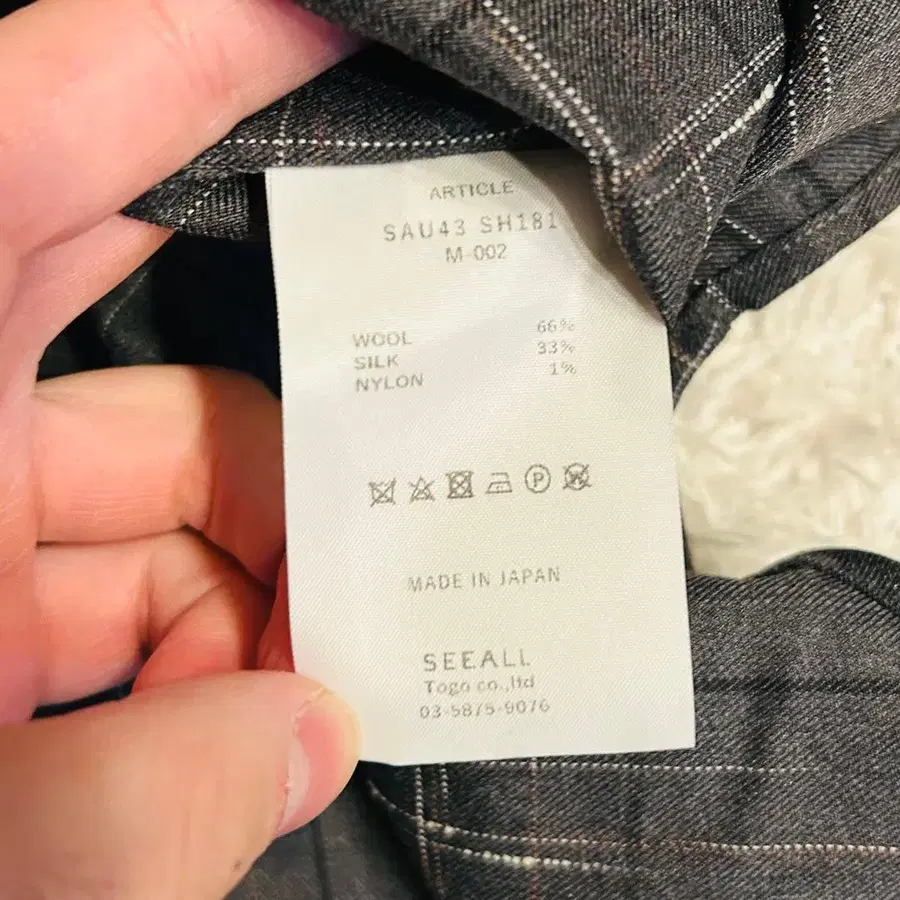 ARTICLE
SAU43 SH181
M-002
WOOL 66%
SILK 33%
NYLON 1%
P
W
MADE IN JAPAN
SEEALL
Togo co.,ltd
03-5875-9076